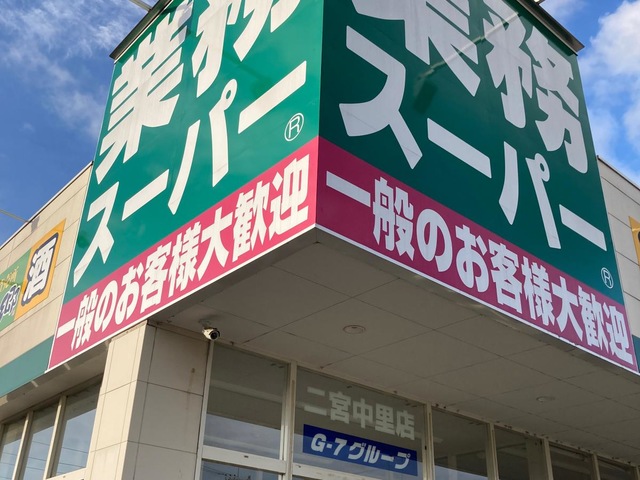 業務
スーパー®
一般のお客様大歓迎
業務
スーパー®
一般のお客様大歓迎
酒
二宮中里店
G-7グループ